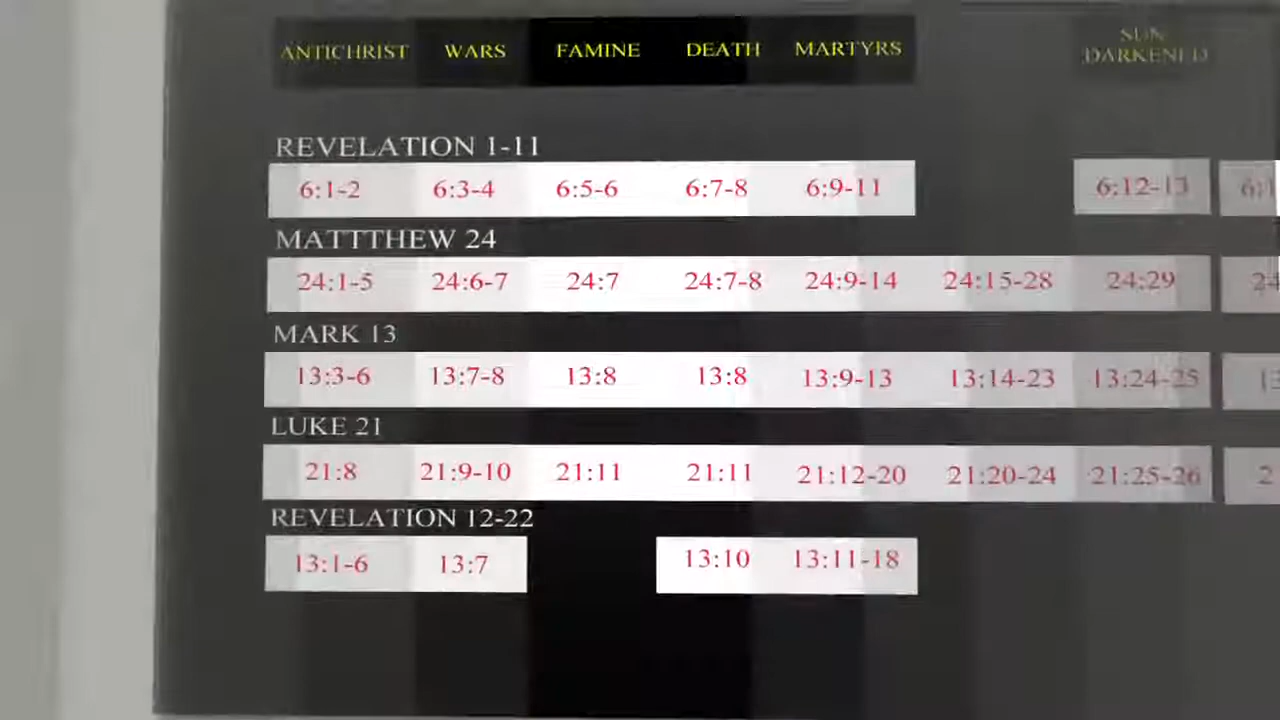 ANTICHRIST WARS FAMINE DEATH MARTYRS SUN DARKENED
REVELATION 1-11
6:1-2 6:3-4 6:5-6 6:7-8 6:9-11 6:12-13
MATTTHEW 24
24:1-5 24:6-7 24:7 24:7-8 24:9-14 24:15-28 24:29
MARK 13
13:3-6 13:7-8 13:8 13:8 13:9-13 13:14-23 13:24-25
LUKE 21
21:8 21:9-10 21:11 21:11 21:12-20 21:20-24 21:25-26
REVELATION 12-22
13:1-6 13:7 13:10 13:11-18